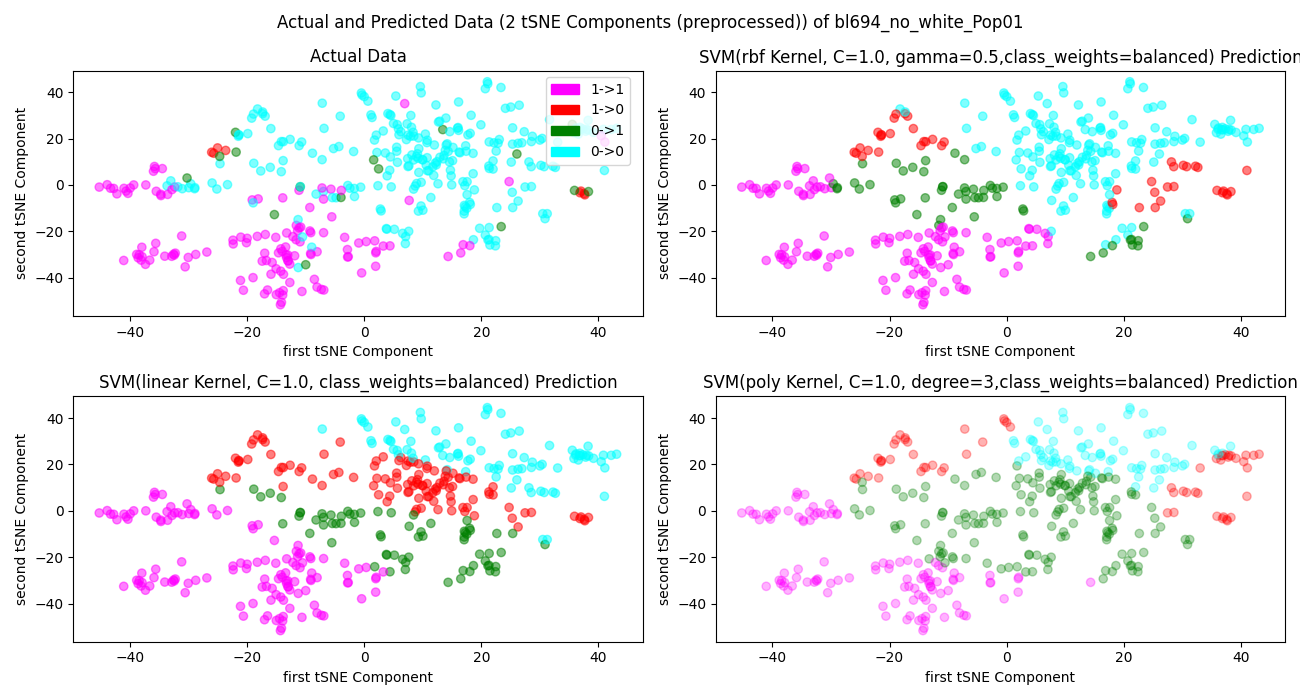 Actual and Predicted Data (2 tSNE Components (preprocessed)) of bl694_no_white_Pop01
Actual Data
SVM(rbf Kernel, C=1.0, gamma=0.5,class_weights=balanced) Prediction
1->1
1->0
0->1
0->0
second tSNE Component
40
20
0
−20
−40
−40 −20 0 20 40
first tSNE Component
second tSNE Component
40
20
0
−20
−40
−40 −20 0 20 40
first tSNE Component
SVM(linear Kernel, C=1.0, class_weights=balanced) Prediction
SVM(poly Kernel, C=1.0, degree=3,class_weights=balanced) Prediction
second tSNE Component
40
20
0
−20
−40
−40 −20 0 20 40
first tSNE Component
second tSNE Component
40
20
0
−20
−40
−40 −20 0 20 40
first tSNE Component